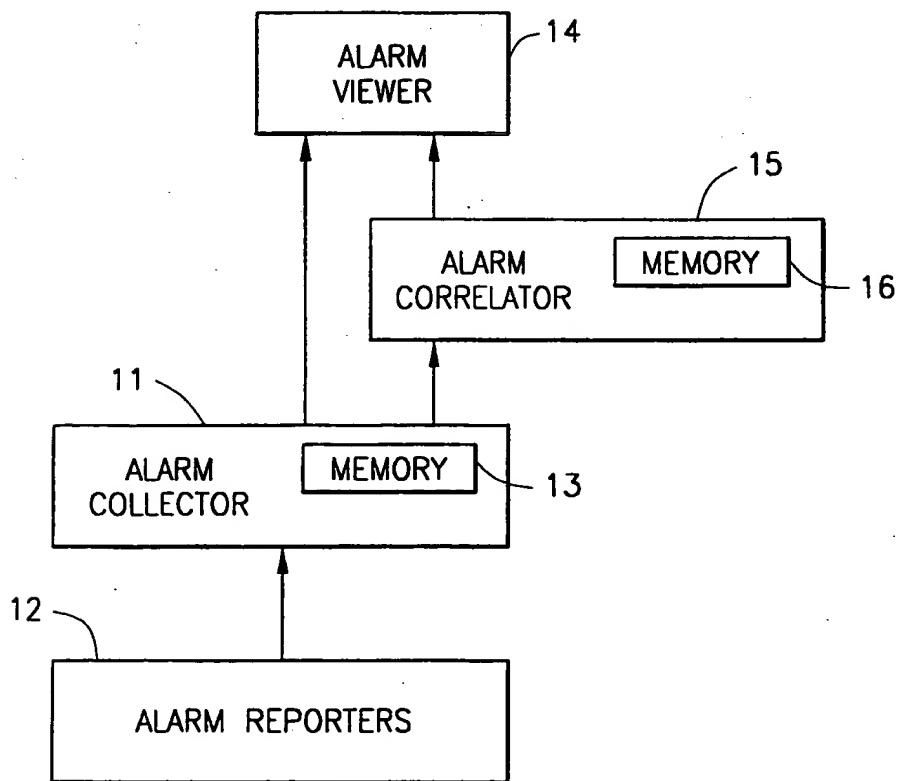 14
ALARM
VIEWER
15
MEMORY
ALARM
CORRELATOR
16
11
MEMORY
ALARM
COLLECTOR
13
12
ALARM REPORTERS